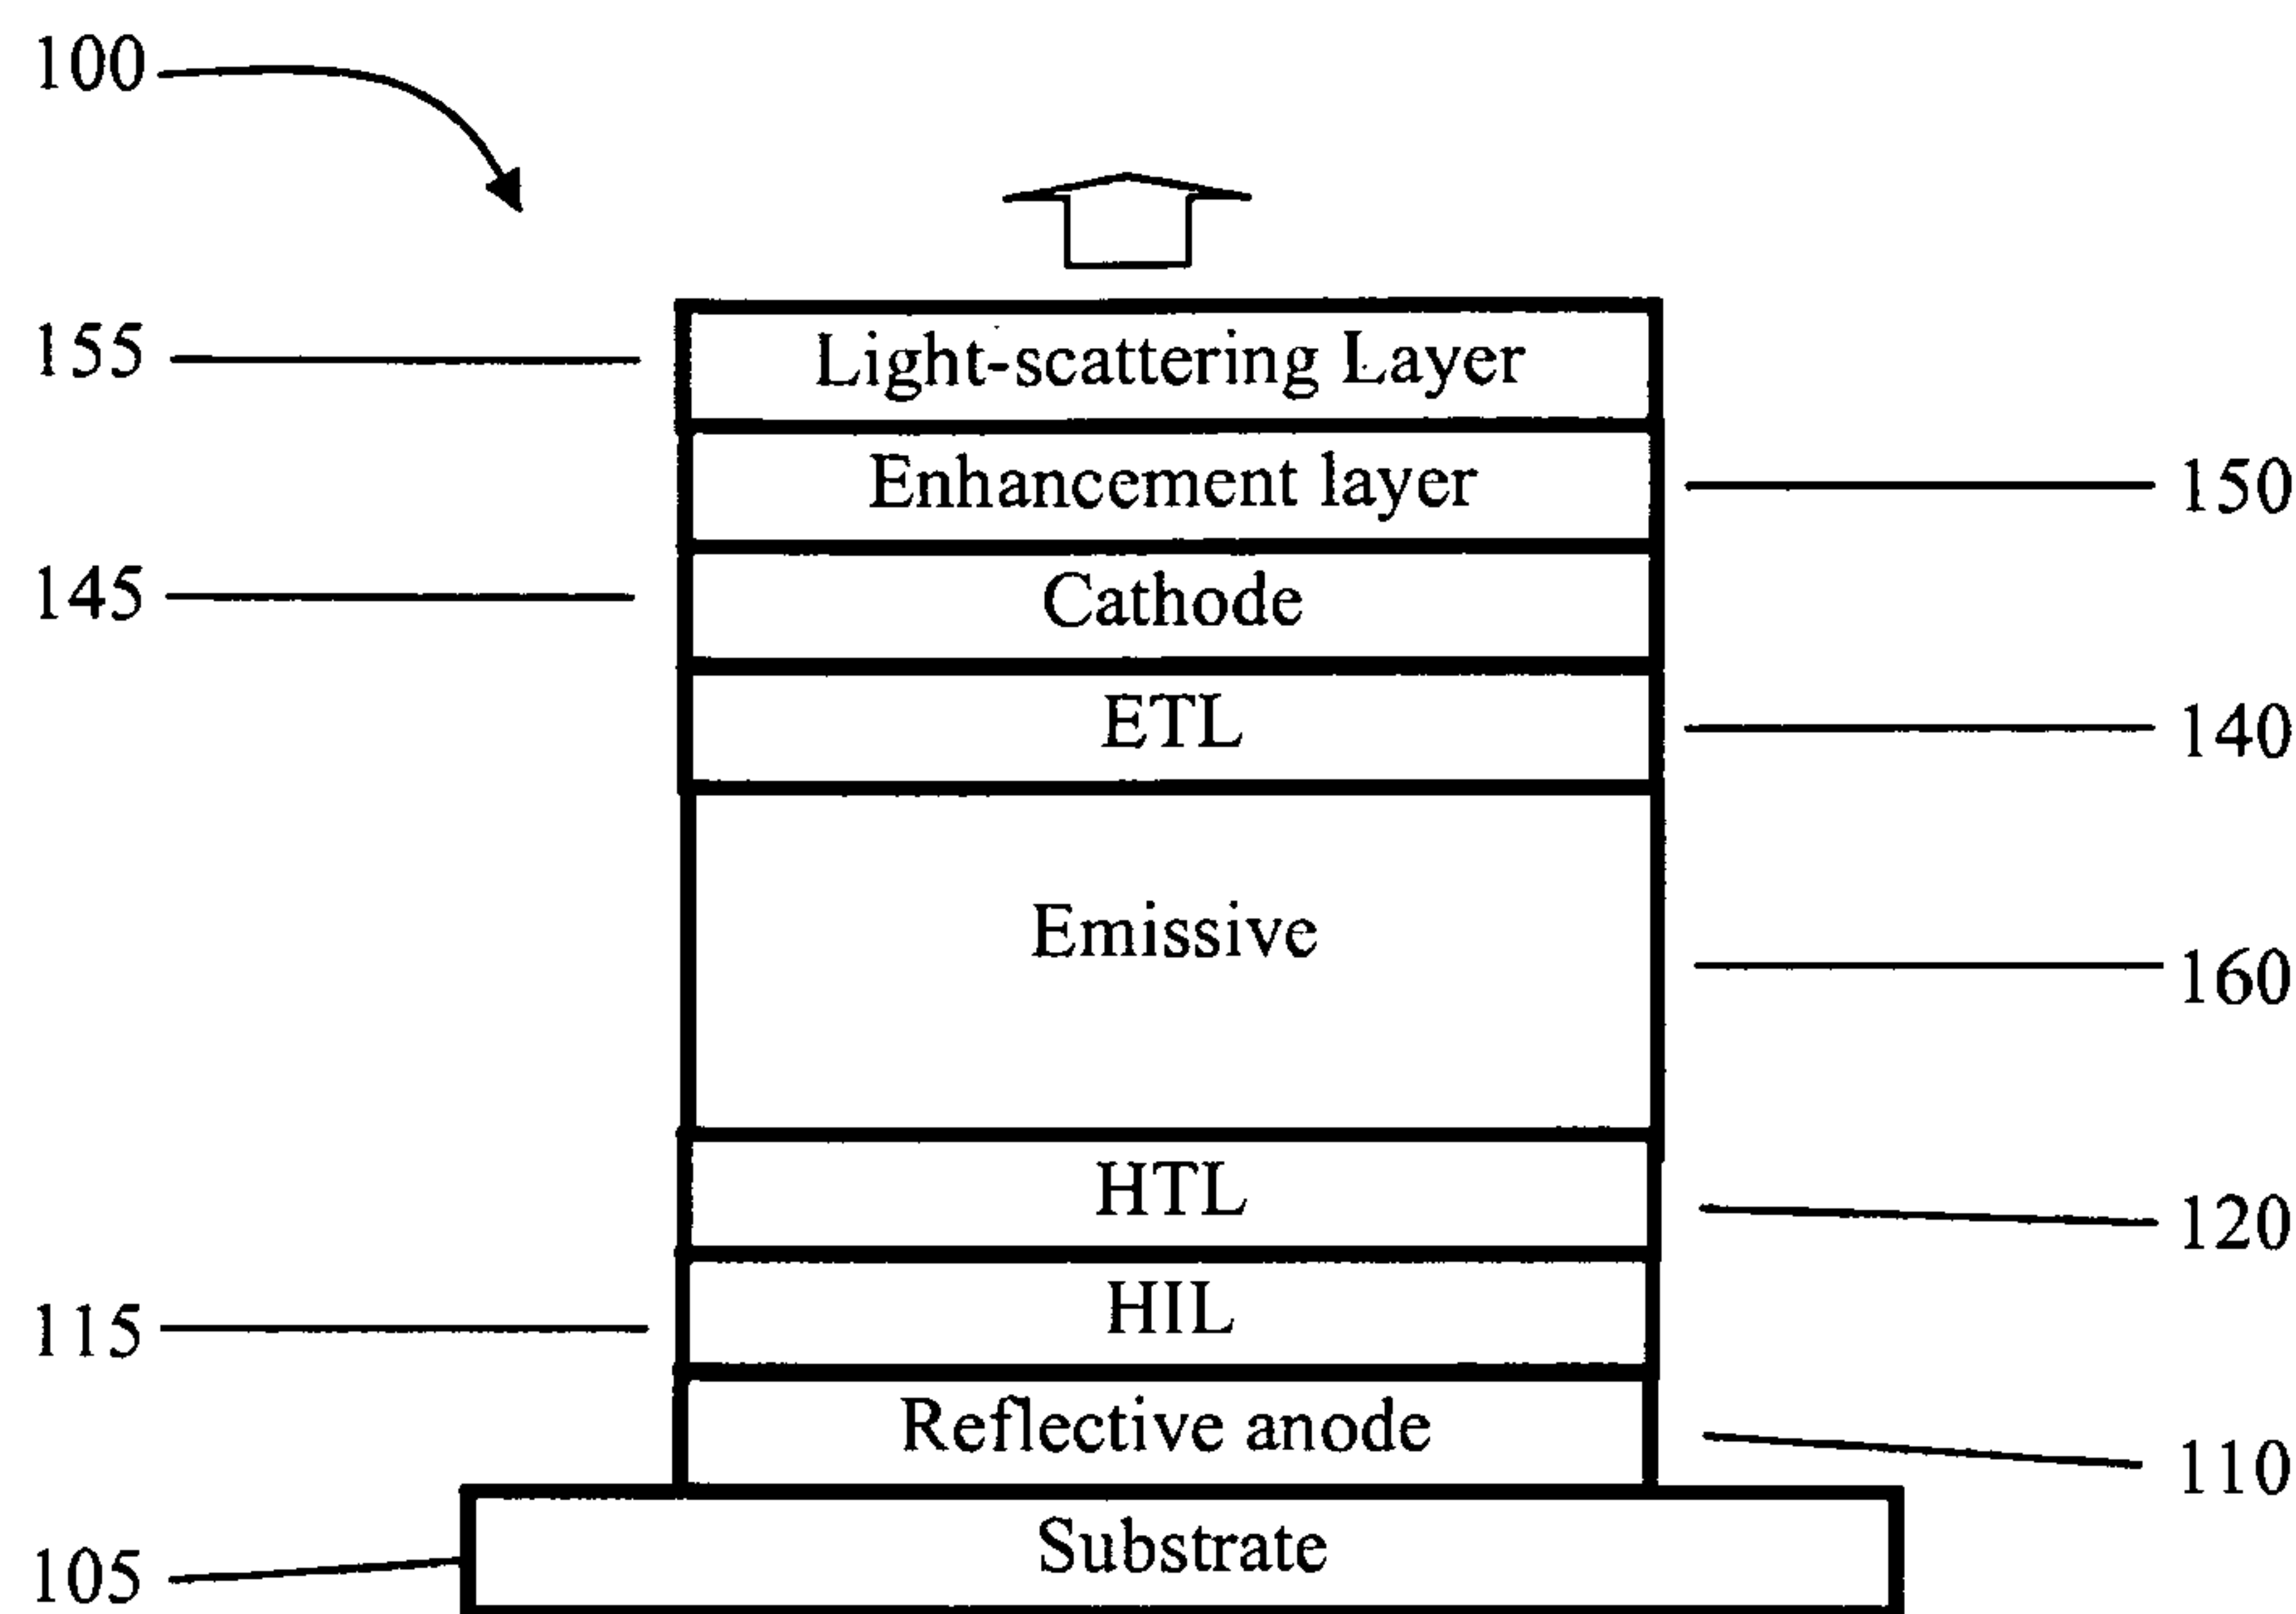 100
155
Light-scattering Layer
Enhancement layer
150
145
Cathode
ETL
140
Emissive
160
HTL
120
115
HIL
Reflective anode
110
105
Substrate